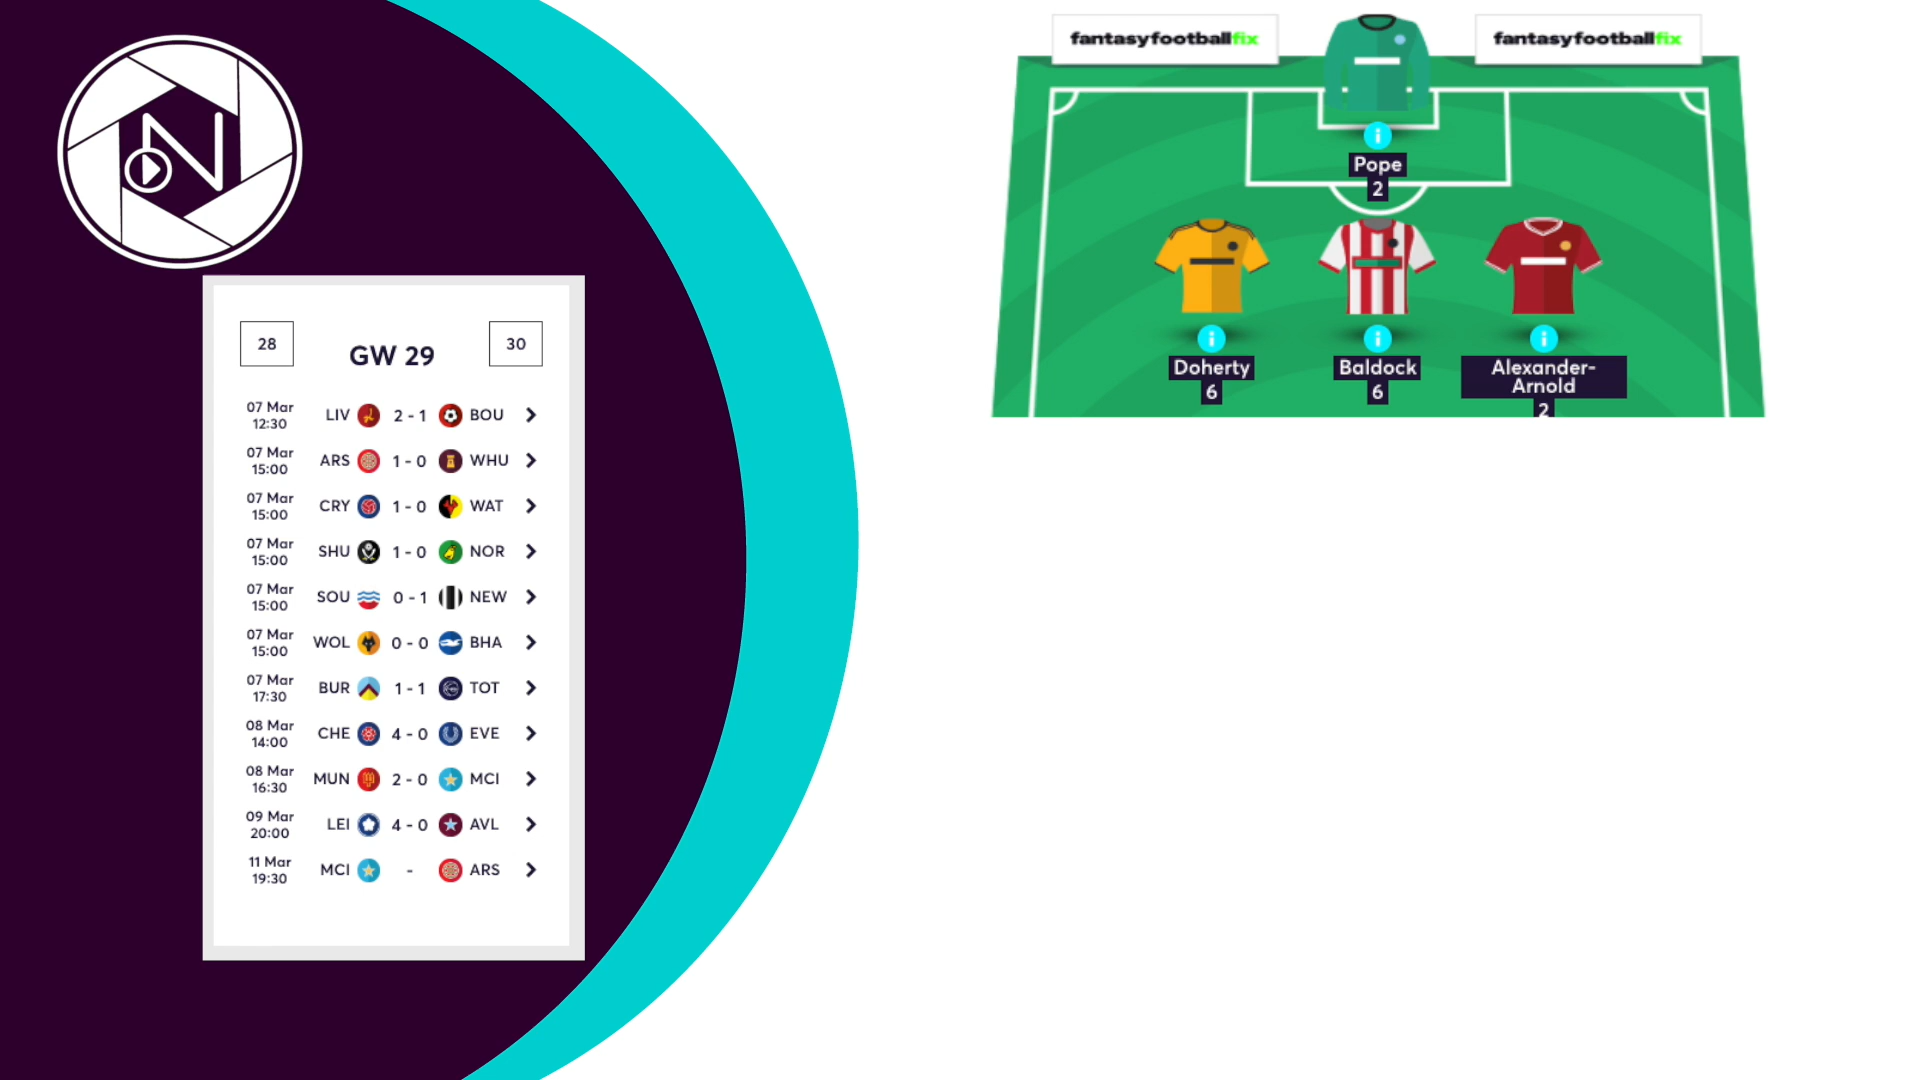 N
28
GW 29
30
07 Mar
12:30
LIV 2 - 1 BOU
07 Mar
15:00
ARS 1 - 0 WHU
07 Mar
15:00
CRY 1 - 0 WAT
07 Mar
15:00
SHU 1 - 0 NOR
07 Mar
15:00
SOU 0 - 1 NEW
07 Mar
15:00
WOL 0 - 0 BHA
07 Mar
17:30
BUR 1 - 1 TOT
08 Mar
14:00
CHE 4 - 0 EVE
08 Mar
16:30
MUN 2 - 0 MCI
09 Mar
20:00
LEI 4 - 0 AVL
11 Mar
19:30
MCI - ARS
fantasyfootballfix
fantasyfootballfix
i
Pope
2
i
i
i
Doherty
6
Baldock
6
Alexander-
Arnold
2